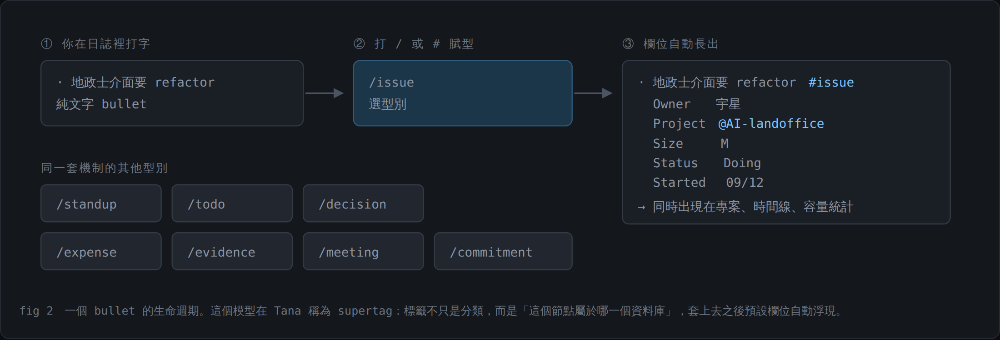 ① 你在日誌裡打字
· 地政士介面要 refactor
純文字 bullet
② 打 / 或 # 賦型
/issue
選型別
③ 欄位自動長出
· 地政士介面要 refactor #issue
Owner 宇星
Project @AI-landoffice
Size M
Status Doing
Started 09/12
→ 同時出現在專案、時間線、容量統計
同一套機制的其他型別
/standup
/todo
/decision
/expense
/evidence
/meeting
/commitment
fig 2 一個 bullet 的生命週期。這個模型在 Tana 稱為 supertag：標籤不只是分類，而是「這個節點屬於哪一個資料庫」，套上去之後預設欄位自動浮現。